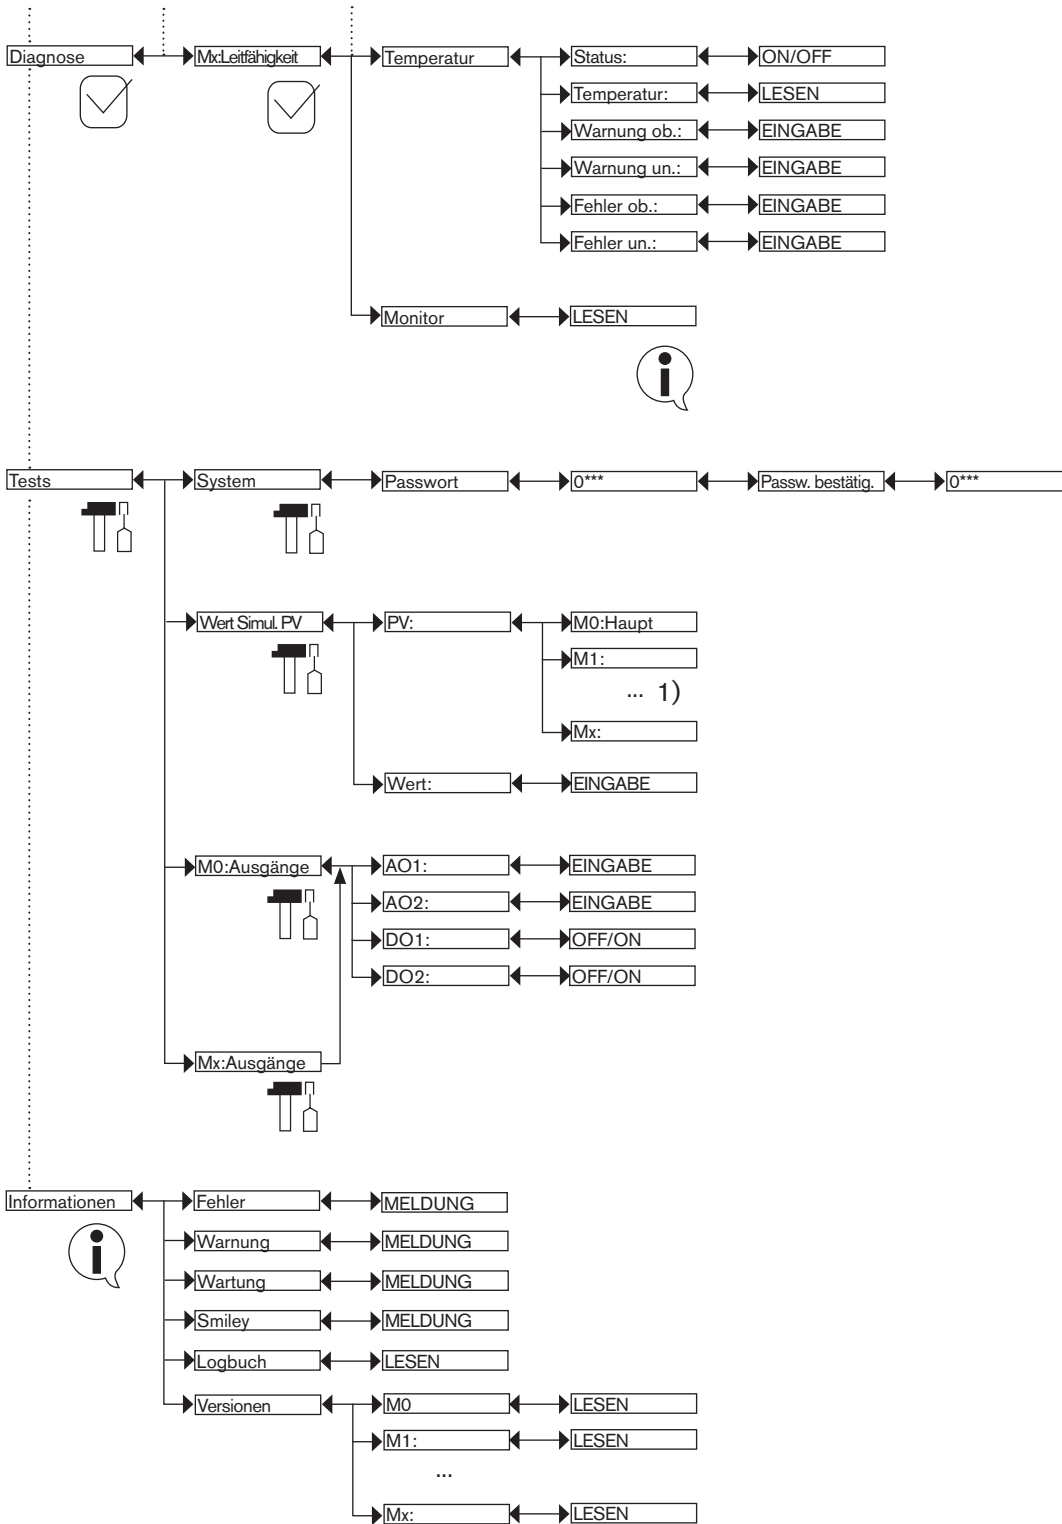 Diagnose Mx:Leitfähigkeit Temperatur Status: ON/OFF
Temperatur: LESEN
Warnung ob.: EINGABE
Warnung un.: EINGABE
Fehler ob.: EINGABE
Fehler un.: EINGABE
Monitor LESEN
Tests System Passwort 0*** Passw. bestätig. 0***
Wert Simul. PV PV: M0:Haupt
M1:
... 1)
Mx:
Wert: EINGABE
M0:Ausgänge AO1: EINGABE
AO2: EINGABE
DO1: OFF/ON
DO2: OFF/ON
Mx:Ausgänge
Informationen Fehler MELDUNG
Warnung MELDUNG
Wartung MELDUNG
Smiley MELDUNG
Logbuch LESEN
Versionen M0 LESEN
M1: LESEN
...
Mx: LESEN